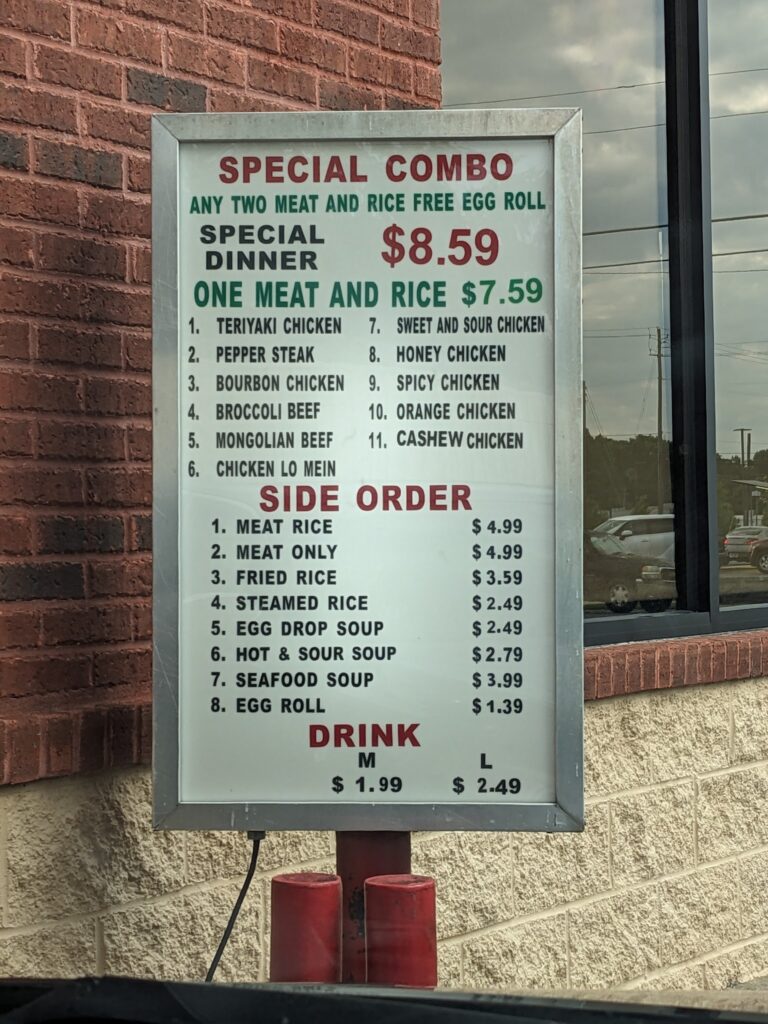 SPECIAL COMBO
ANY TWO MEAT AND RICE FREE EGG ROLL
SPECIAL DINNER $8.59
ONE MEAT AND RICE $7.59
1. TERIYAKI CHICKEN 7. SWEET AND SOUR CHICKEN
2. PEPPER STEAK 8. HONEY CHICKEN
3. BOURBON CHICKEN 9. SPICY CHICKEN
4. BROCCOLI BEEF 10. ORANGE CHICKEN
5. MONGOLIAN BEEF 11. CASHEW CHICKEN
6. CHICKEN LO MEIN
SIDE ORDER
1. MEAT RICE $4.99
2. MEAT ONLY $4.99
3. FRIED RICE $3.59
4. STEAMED RICE $2.49
5. EGG DROP SOUP $2.49
6. HOT & SOUR SOUP $2.79
7. SEAFOOD SOUP $3.99
8. EGG ROLL $1.39
DRINK
M L
$ 1.99 $ 2.49